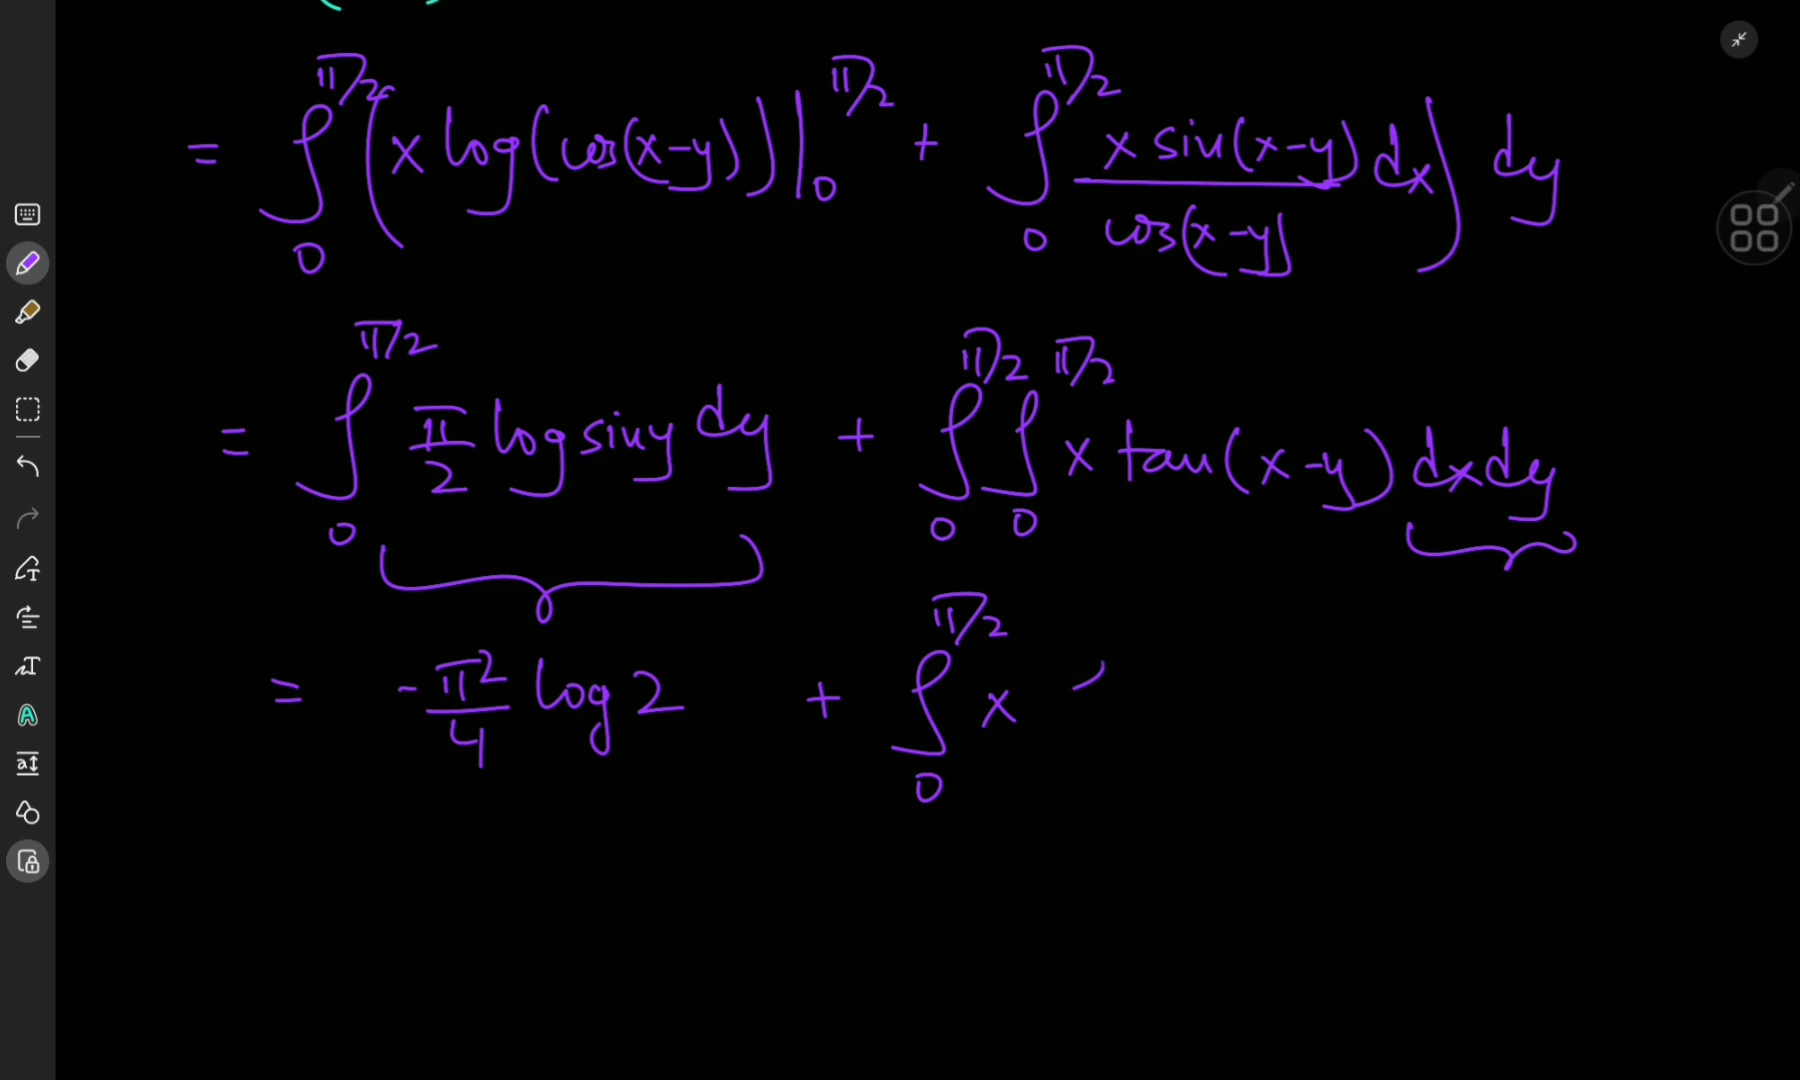 = ∫₀^{π/2} (x log(cos(x-y))|₀^{π/2} + ∫₀^{π/2} x sin(x-y)/cos(x-y) dx) dy
= ∫₀^{π/2} π/2 log sin y dy + ∫₀^{π/2} ∫₀^{π/2} x tan(x-y) dx dy
= -π²/4 log 2 + ∫₀^{π/2} x